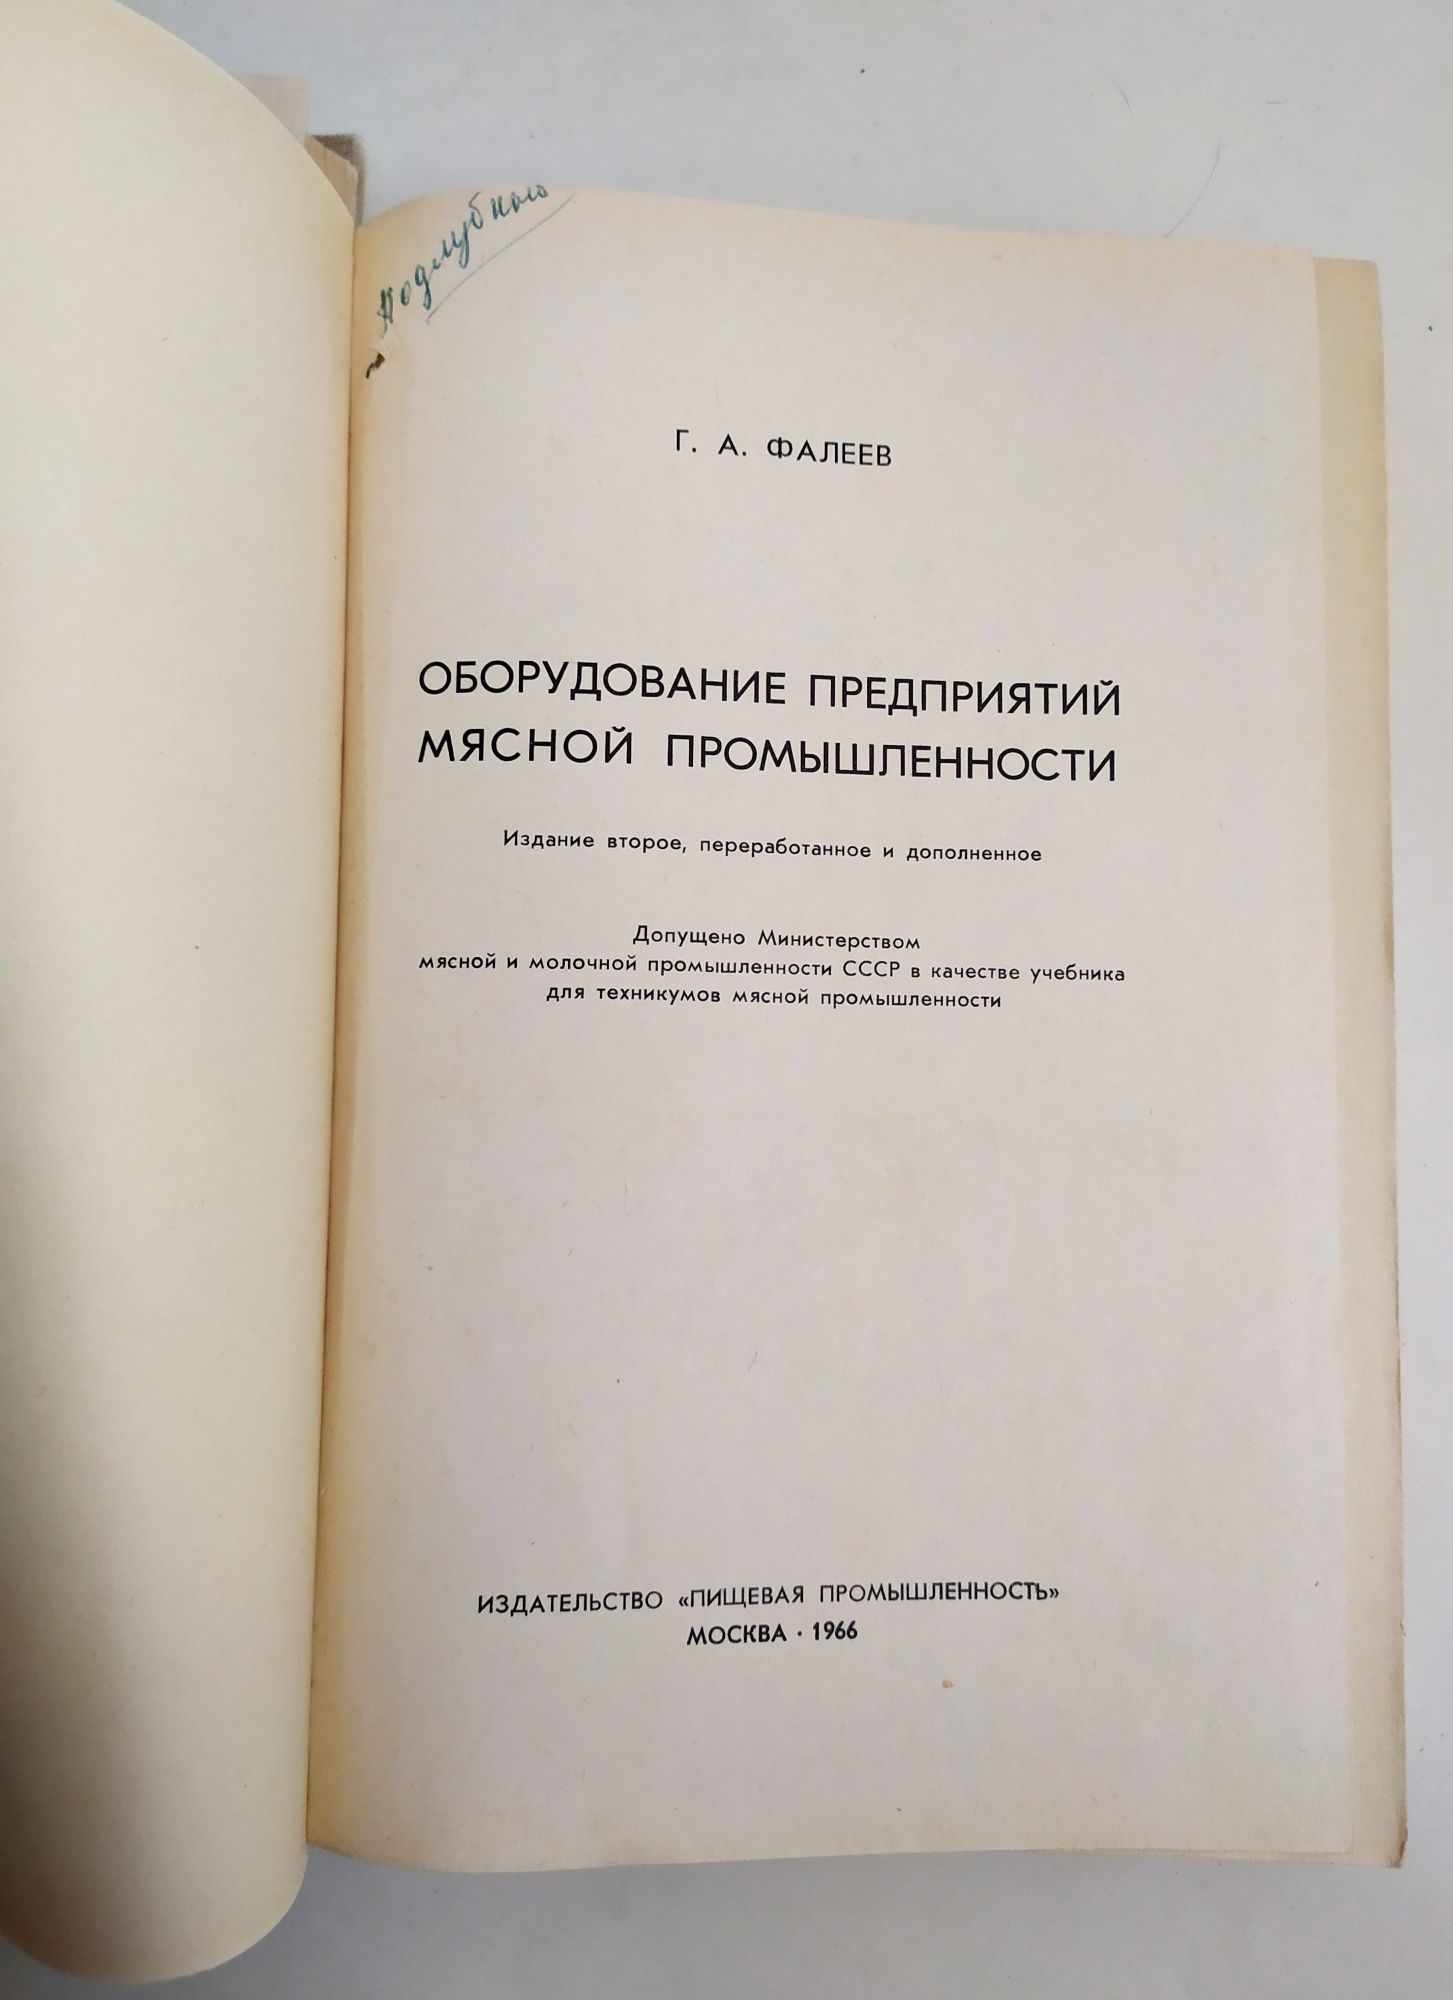 Г. А. ФАЛЕЕВ
ОБОРУДОВАНИЕ ПРЕДПРИЯТИЙ
МЯСНОЙ ПРОМЫШЛЕННОСТИ
Издание второе, переработанное и дополненное
Допущено Министерством
мясной и молочной промышленности СССР в качестве учебника
для техникумов мясной промышленности
ИЗДАТЕЛЬСТВО «ПИЩЕВАЯ ПРОМЫШЛЕННОСТЬ»
МОСКВА · 1966